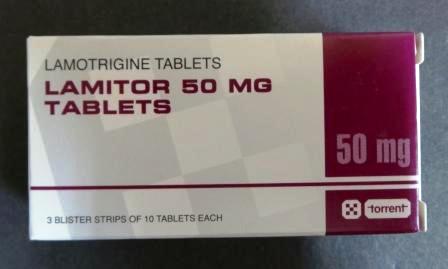 LAMOTRIGINE TABLETS
LAMITOR 50 MG
TABLETS
50 mg
3 BLISTER STRIPS OF 10 TABLETS EACH
torrent